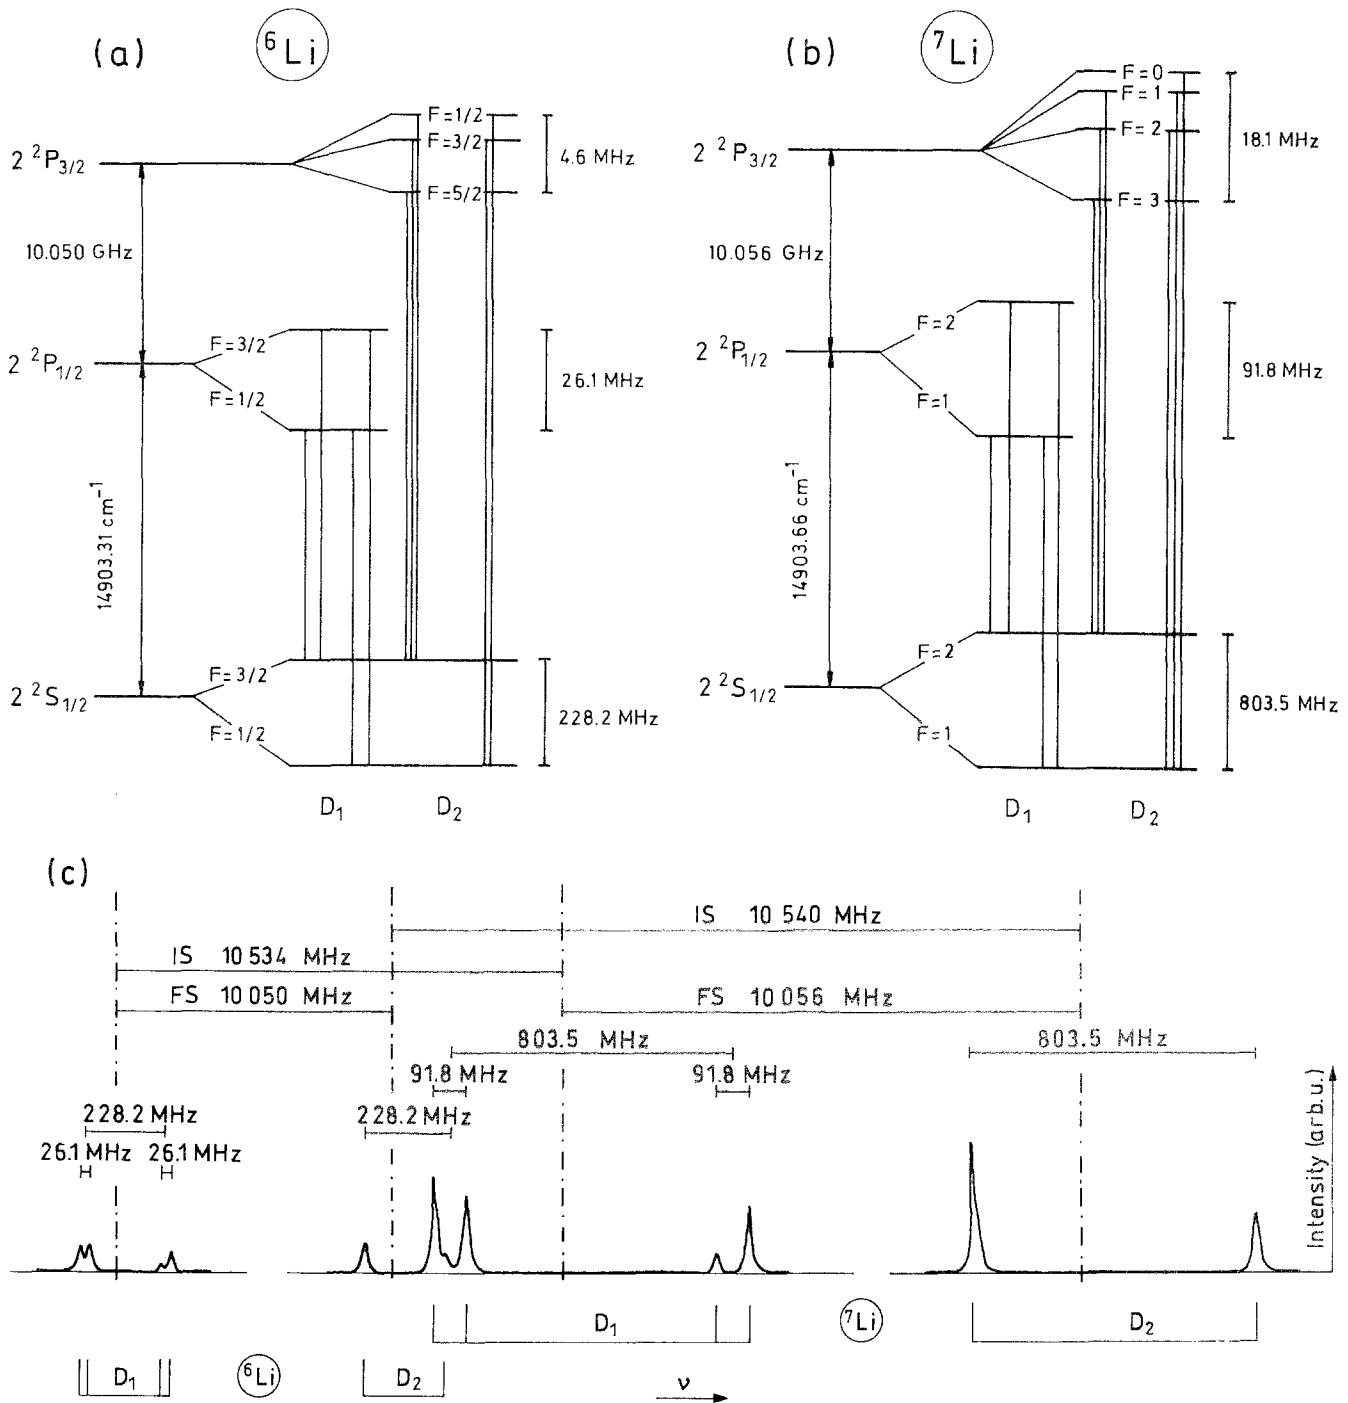 (a) ⁶Li
F=1/2
F=3/2
F=5/2
2 ²P₃/₂
4.6 MHz
10.050 GHz
F=3/2
2 ²P₁/₂
F=1/2
26.1 MHz
14903.31 cm⁻¹
F=3/2
2 ²S₁/₂
F=1/2
228.2 MHz
D₁ D₂
(b) ⁷Li
F=0
F=1
F=2
F=3
2 ²P₃/₂
18.1 MHz
10.056 GHz
F=2
2 ²P₁/₂
F=1
91.8 MHz
14903.66 cm⁻¹
F=2
2 ²S₁/₂
F=1
803.5 MHz
D₁ D₂
(c)
IS 10 540 MHz
IS 10 534 MHz
FS 10 050 MHz FS 10 056 MHz
803.5 MHz 803.5 MHz
91.8 MHz 91.8 MHz
228.2 MHz 228.2 MHz
26.1 MHz 26.1 MHz
Intensity (arb.u.)
D₁ ⁷Li D₂
D₁ ⁶Li D₂ ν